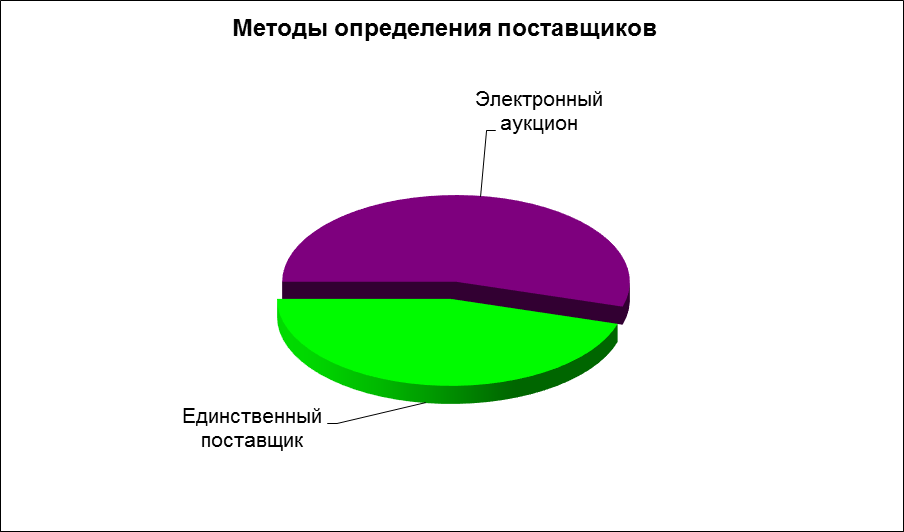 Методы определения поставщиков
Электронный
аукцион
Единственный
поставщик